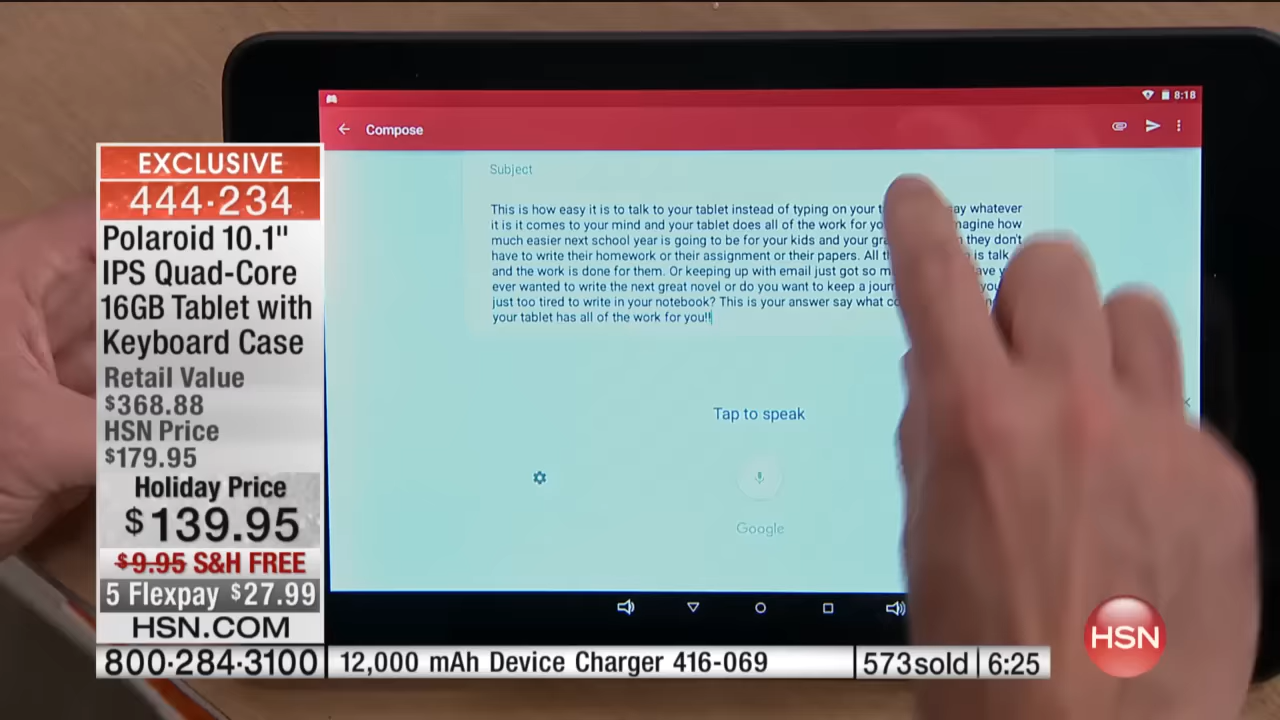 EXCLUSIVE
444·234
Polaroid 10.1"
IPS Quad-Core
16GB Tablet with
Keyboard Case
Retail Value
$368.88
HSN Price
$179.95
Holiday Price
$139.95
$9.95 S&H FREE
5 Flexpay $27.99
HSN.COM
800·284·3100
12,000 mAh Device Charger 416-069
573sold
6:25
HSN
8:18
Compose
Subject
This is how easy it is to talk to your tablet instead of typing on your whatever
it is it comes to your mind and your tablet does all of the work for
much easier next school year is going to be for your kids and your they don't
have to write their homework or their assignment or their papers. All is talk
and the work is done for them. Or keeping up with email just got so
ever wanted to write the next great novel or do you want to keep a
just too tired to write in your notebook? This is your answer say what
your tablet has all of the work for you!!
Tap to speak
Google